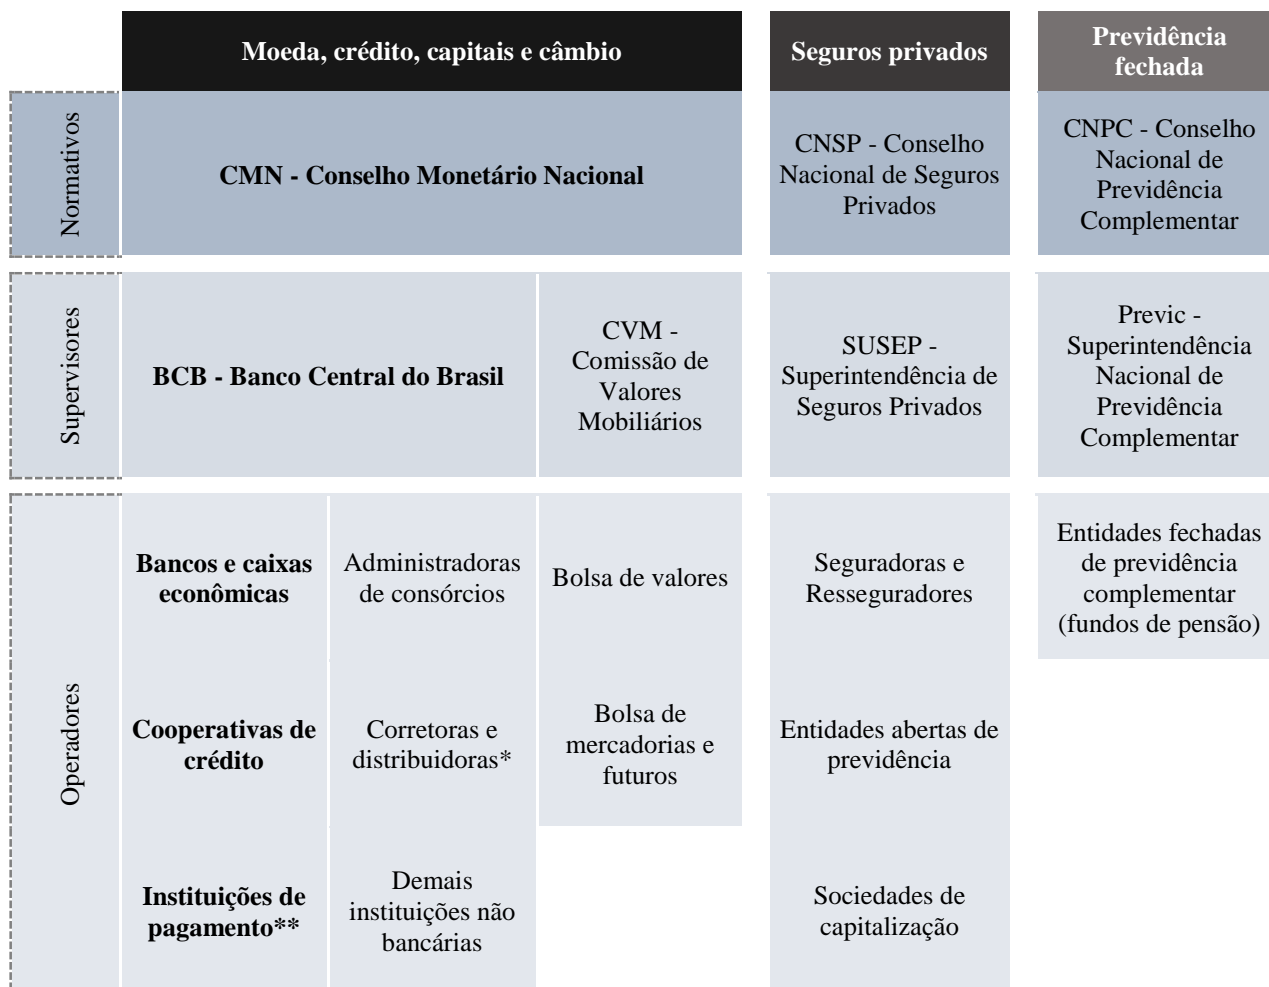 Moeda, crédito, capitais e câmbio
Seguros privados
Previdência
fechada
Normativos
CMN - Conselho Monetário Nacional
CNSP - Conselho
Nacional de Seguros
Privados
CNPC - Conselho
Nacional de
Previdência
Complementar
Supervisores
BCB - Banco Central do Brasil
CVM -
Comissão de
Valores
Mobiliários
SUSEP -
Superintendência de
Seguros Privados
Previc -
Superintendência
Nacional de
Previdência
Complementar
Operadores
Bancos e caixas
econômicas
Administradoras
de consórcios
Bolsa de valores
Seguradoras e
Resseguradores
Entidades fechadas
de previdência
complementar
(fundos de pensão)
Cooperativas de
crédito
Corretoras e
distribuidoras*
Bolsa de
mercadorias e
futuros
Entidades abertas de
previdência
Instituições de
pagamento**
Demais
instituições não
bancárias
Sociedades de
capitalização